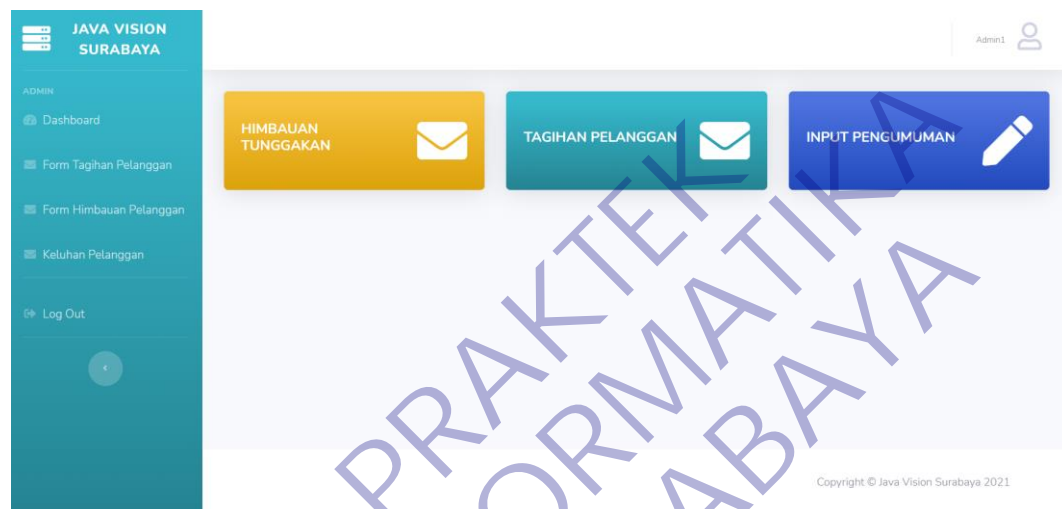 JAVA VISION
SURABAYA
Admin1
ADMIN
Dashboard
Form Tagihan Pelanggan
Form Himbauan Pelanggan
Keluhan Pelanggan
Log Out
HIMBAUAN
TUNGGAKAN
TAGIHAN PELANGGAN
INPUT PENGUMUMAN
PRAKTEK
ORMATIKA
ABAYA
Copyright © Java Vision Surabaya 2021